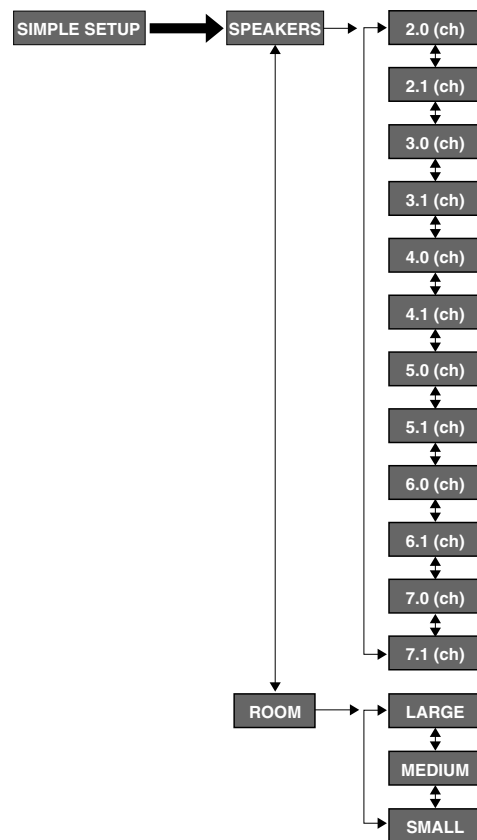 SIMPLE SETUP
SPEAKERS
2.0 (ch)
2.1 (ch)
3.0 (ch)
3.1 (ch)
4.0 (ch)
4.1 (ch)
5.0 (ch)
5.1 (ch)
6.0 (ch)
6.1 (ch)
7.0 (ch)
7.1 (ch)
ROOM
LARGE
MEDIUM
SMALL